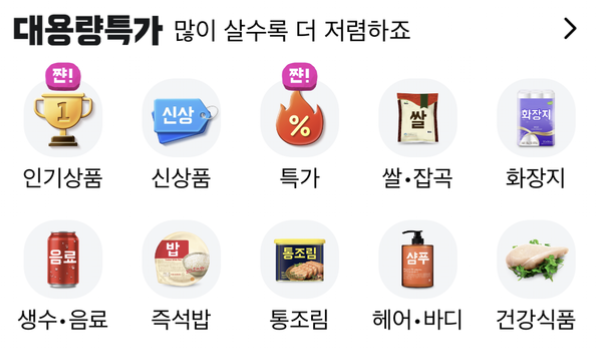 대용량특가 많이 살수록 더 저렴하죠
쨘! 쨘!
1 신상 % 쌀 화장지
인기상품 신상품 특가 쌀•잡곡 화장지
음료 밥 통조림 샴푸
생수•음료 즉석밥 통조림 헤어•바디 건강식품